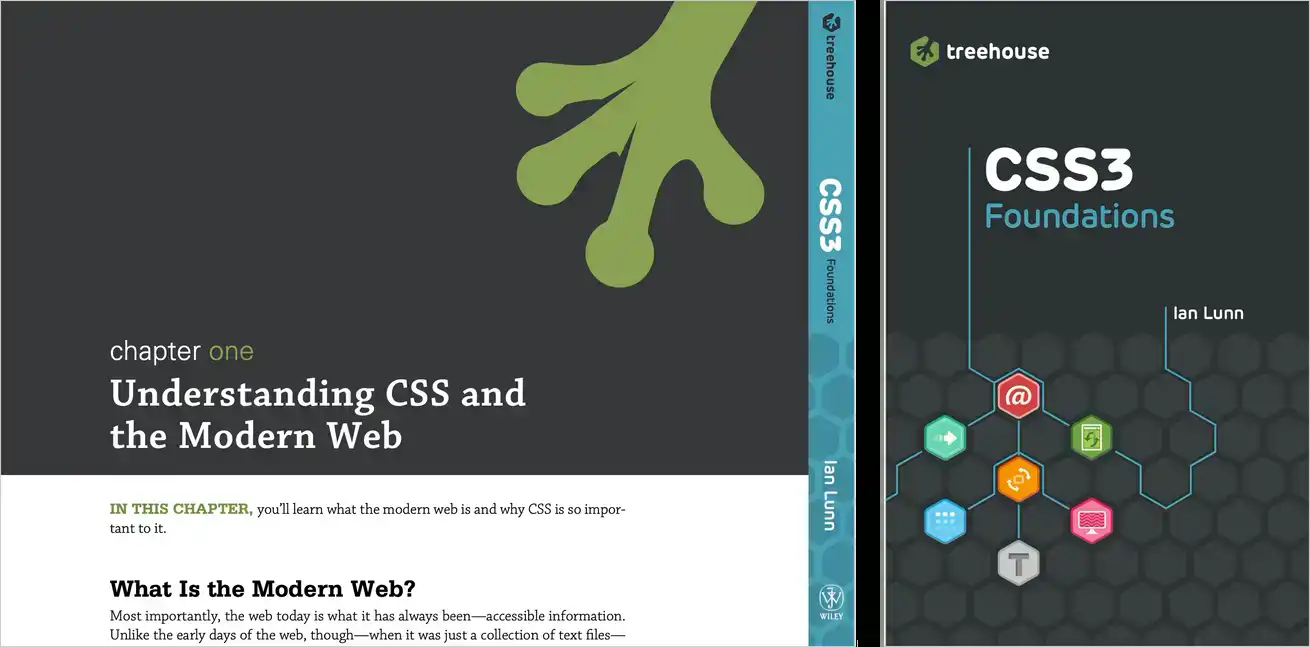 chapter one
Understanding CSS and
the Modern Web
IN THIS CHAPTER, you’ll learn what the modern web is and why CSS is so impor-
tant to it.
What Is the Modern Web?
Most importantly, the web today is what it has always been—accessible information.
Unlike the early days of the web, though—when it was just a collection of text files—
treehouse
CSS3 Foundations
Ian Lunn
WILEY
treehouse
CSS3
Foundations
Ian Lunn
@
T